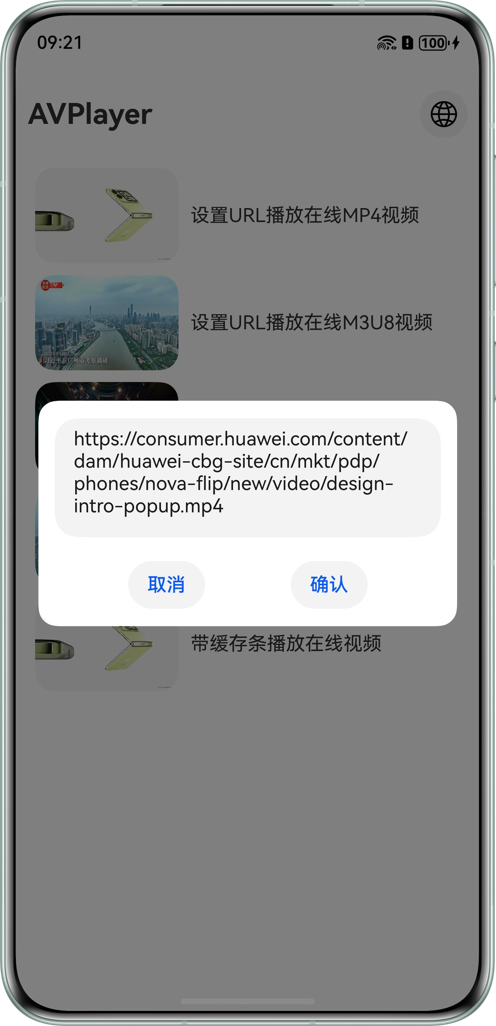 09:21
100
AVPlayer
设置URL播放在线MP4视频
设置URL播放在线M3U8视频
https://consumer.huawei.com/content/
dam/huawei-cbg-site/cn/mkt/pdp/
phones/nova-flip/new/video/design-
intro-popup.mp4
取消
确认
带缓存条播放在线视频